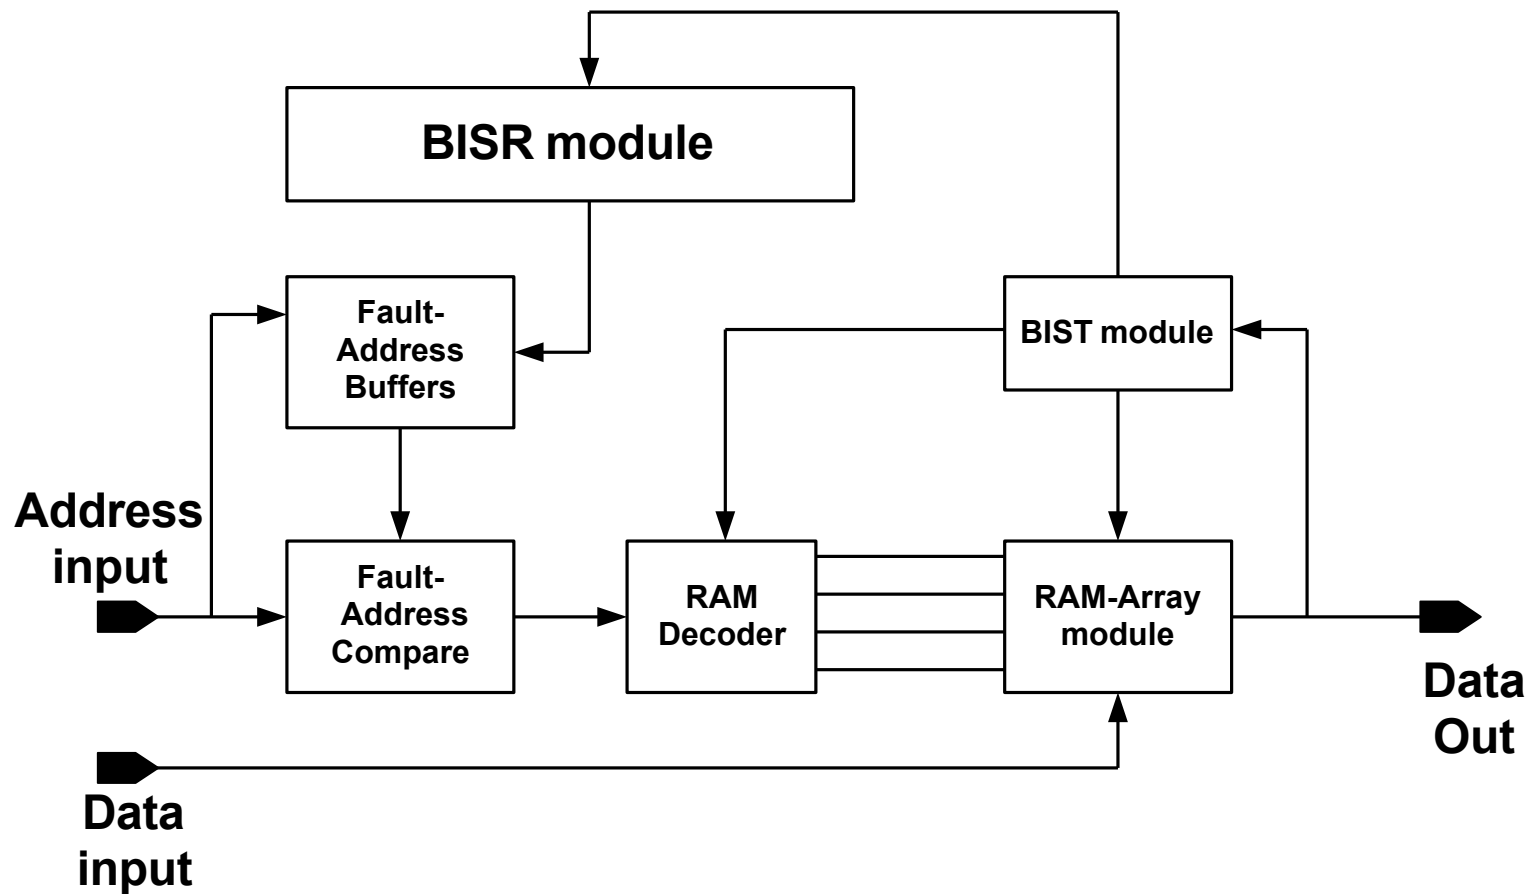 BISR module
Fault-
Address
Buffers
BIST module
Address
input
Fault-
Address
Compare
RAM
Decoder
RAM-Array
module
Data
Out
Data
input